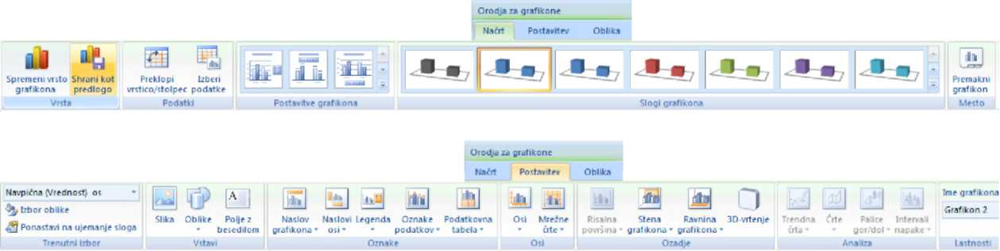 Orodja za grafikone
Načrt Postavitev Oblika
Spremeni vrsto grafikona
Shrani kot predlogo
Vrsta
Preklopi vrstico/stolpec
Izberi podatke
Podatki
Postavitve grafikona
Slogi grafikona
Premakni grafikon
Mesto
Orodja za grafikone
Načrt Postavitev Oblika
Navpična (Vrednost) os
Izbor oblike
Ponastavi na ujemanje sloga
Trenutni izbor
Slika
Oblike
Polje z besedilom
Vstavi
Naslov grafikona
Naslovi osi
Legenda
Oznake podatkov
Podatkovna tabela
Oznake
Osi
Mrežne črte
Osi
Risalna površina
Stena grafikona
Ravnina grafikona
3D-vrtenje
Ozadje
Trendna črta
Črte
Palice gor/dol
Intervali napake
Analiza
Ime grafikona
Grafikon 2
Lastnosti